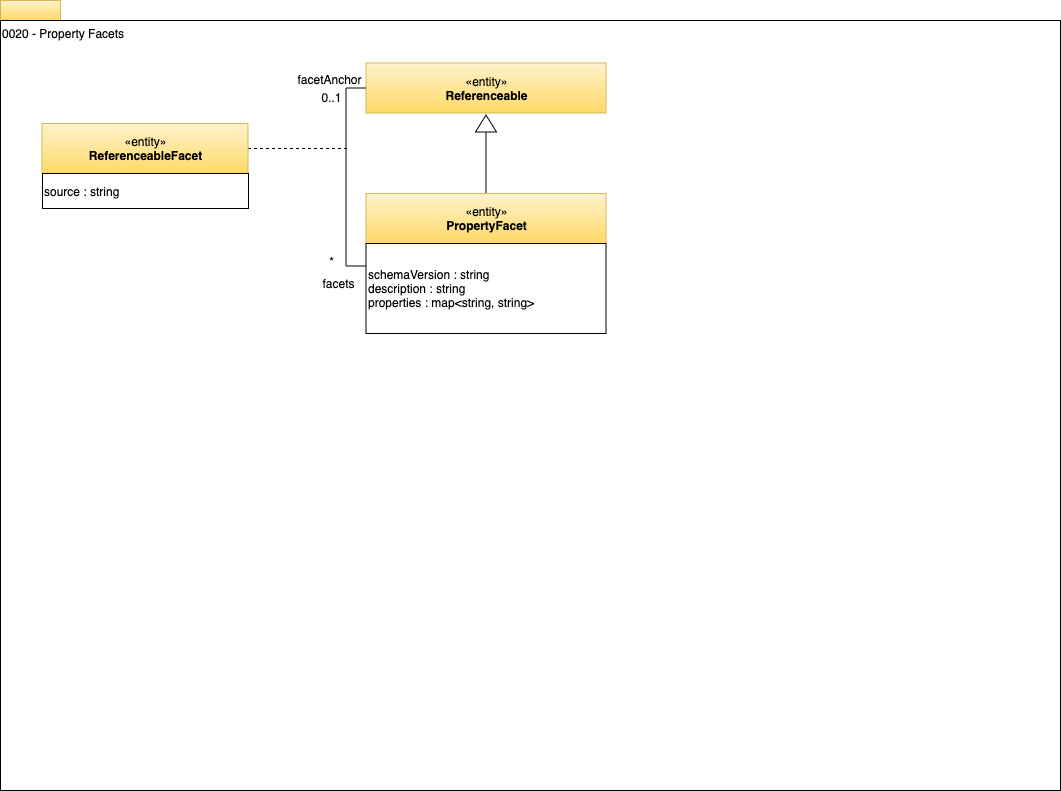 0020 - Property Facets
facetAnchor
0..1
«entity»
Referenceable
«entity»
ReferenceableFacet
source : string
«entity»
PropertyFacet
*
facets
schemaVersion : string
description : string
properties : map<string, string>